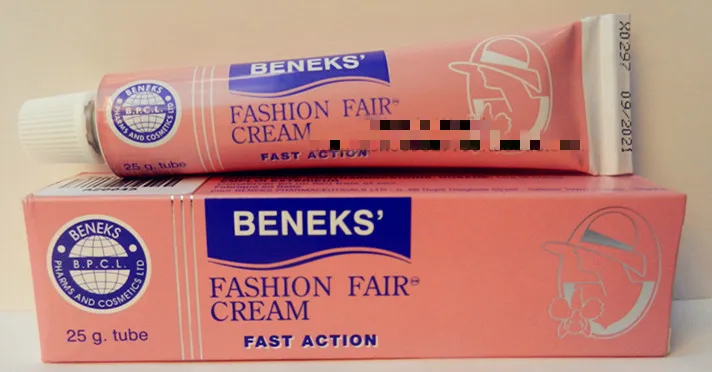 BENEKS'
FASHION FAIR
CREAM
FAST ACTION
BENEKS
B.P.C.L.
PHARMS AND COSMETICS LTD
25 g. tube
X0297 09/2021
BENEKS'
FASHION FAIR
CREAM
FAST ACTION
BENEKS
B.P.C.L.
PHARMS AND COSMETICS LTD
25 g. tube